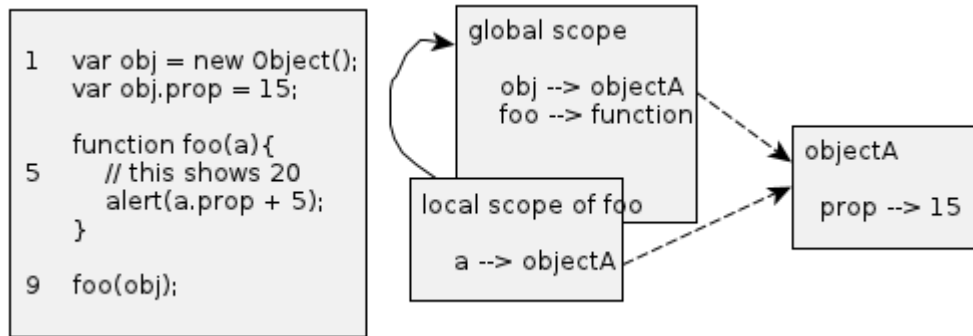 1 var obj = new Object();
var obj.prop = 15;
function foo(a){
5 // this shows 20
alert(a.prop + 5);
}
9 foo(obj);
global scope
obj --> objectA
foo --> function
local scope of foo
a --> objectA
objectA
prop --> 15